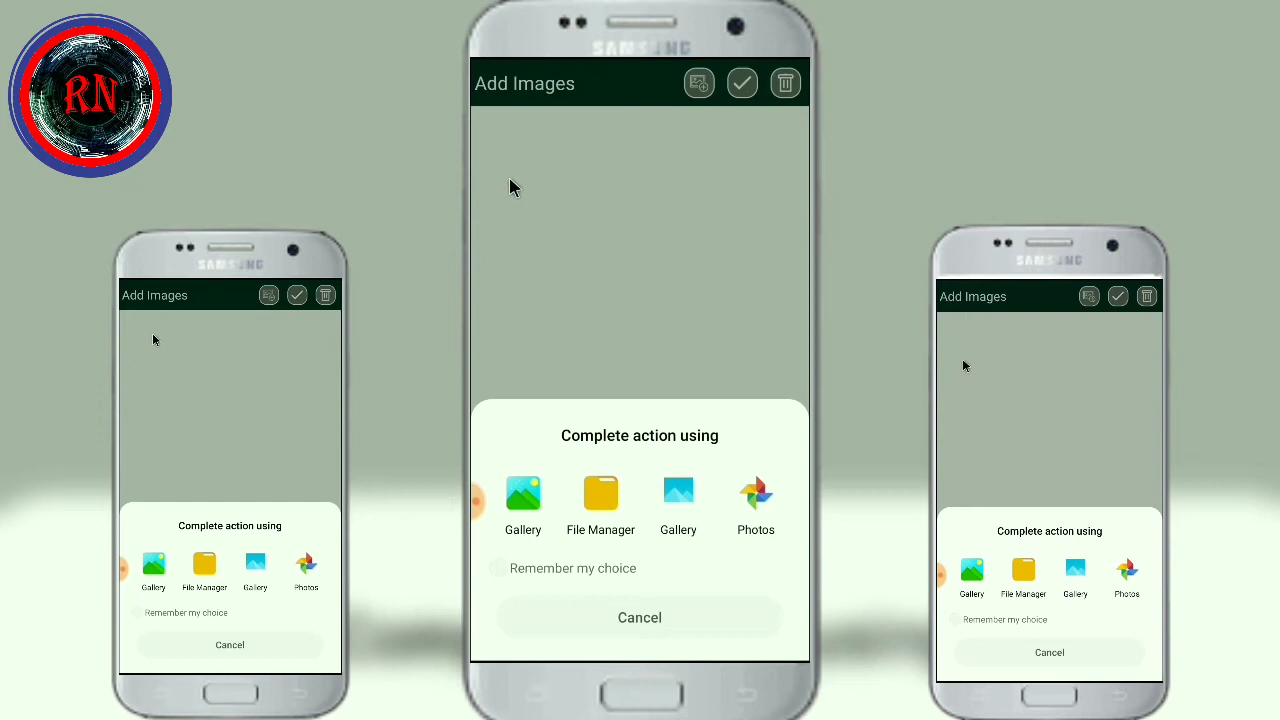 RN
SAMSUNG
Add Images
Complete action using
Gallery File Manager Gallery Photos
Remember my choice
Cancel
SAMSUNG
Add Images
Complete action using
Gallery File Manager Gallery Photos
Remember my choice
Cancel
SAMSUNG
Add Images
Complete action using
Gallery File Manager Gallery Photos
Remember my choice
Cancel